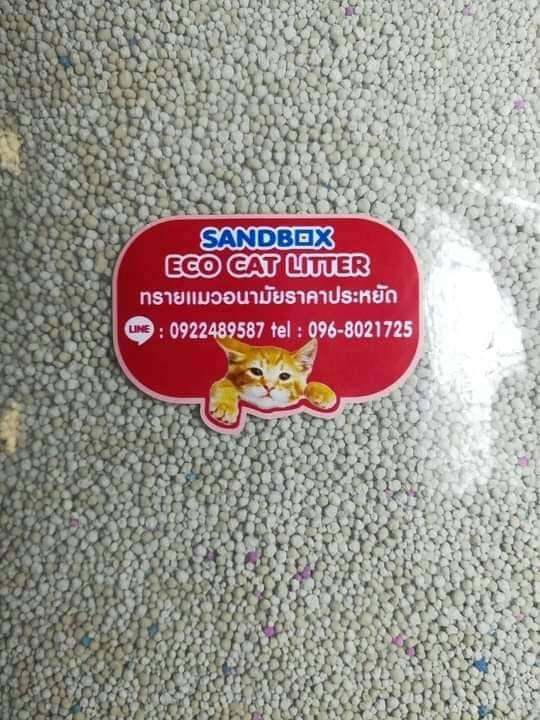 SANDBOX
ECO CAT LITTER
ทรายแมวอนามัยราคาประหยัด
LINE : 0922489587 tel : 096-8021725